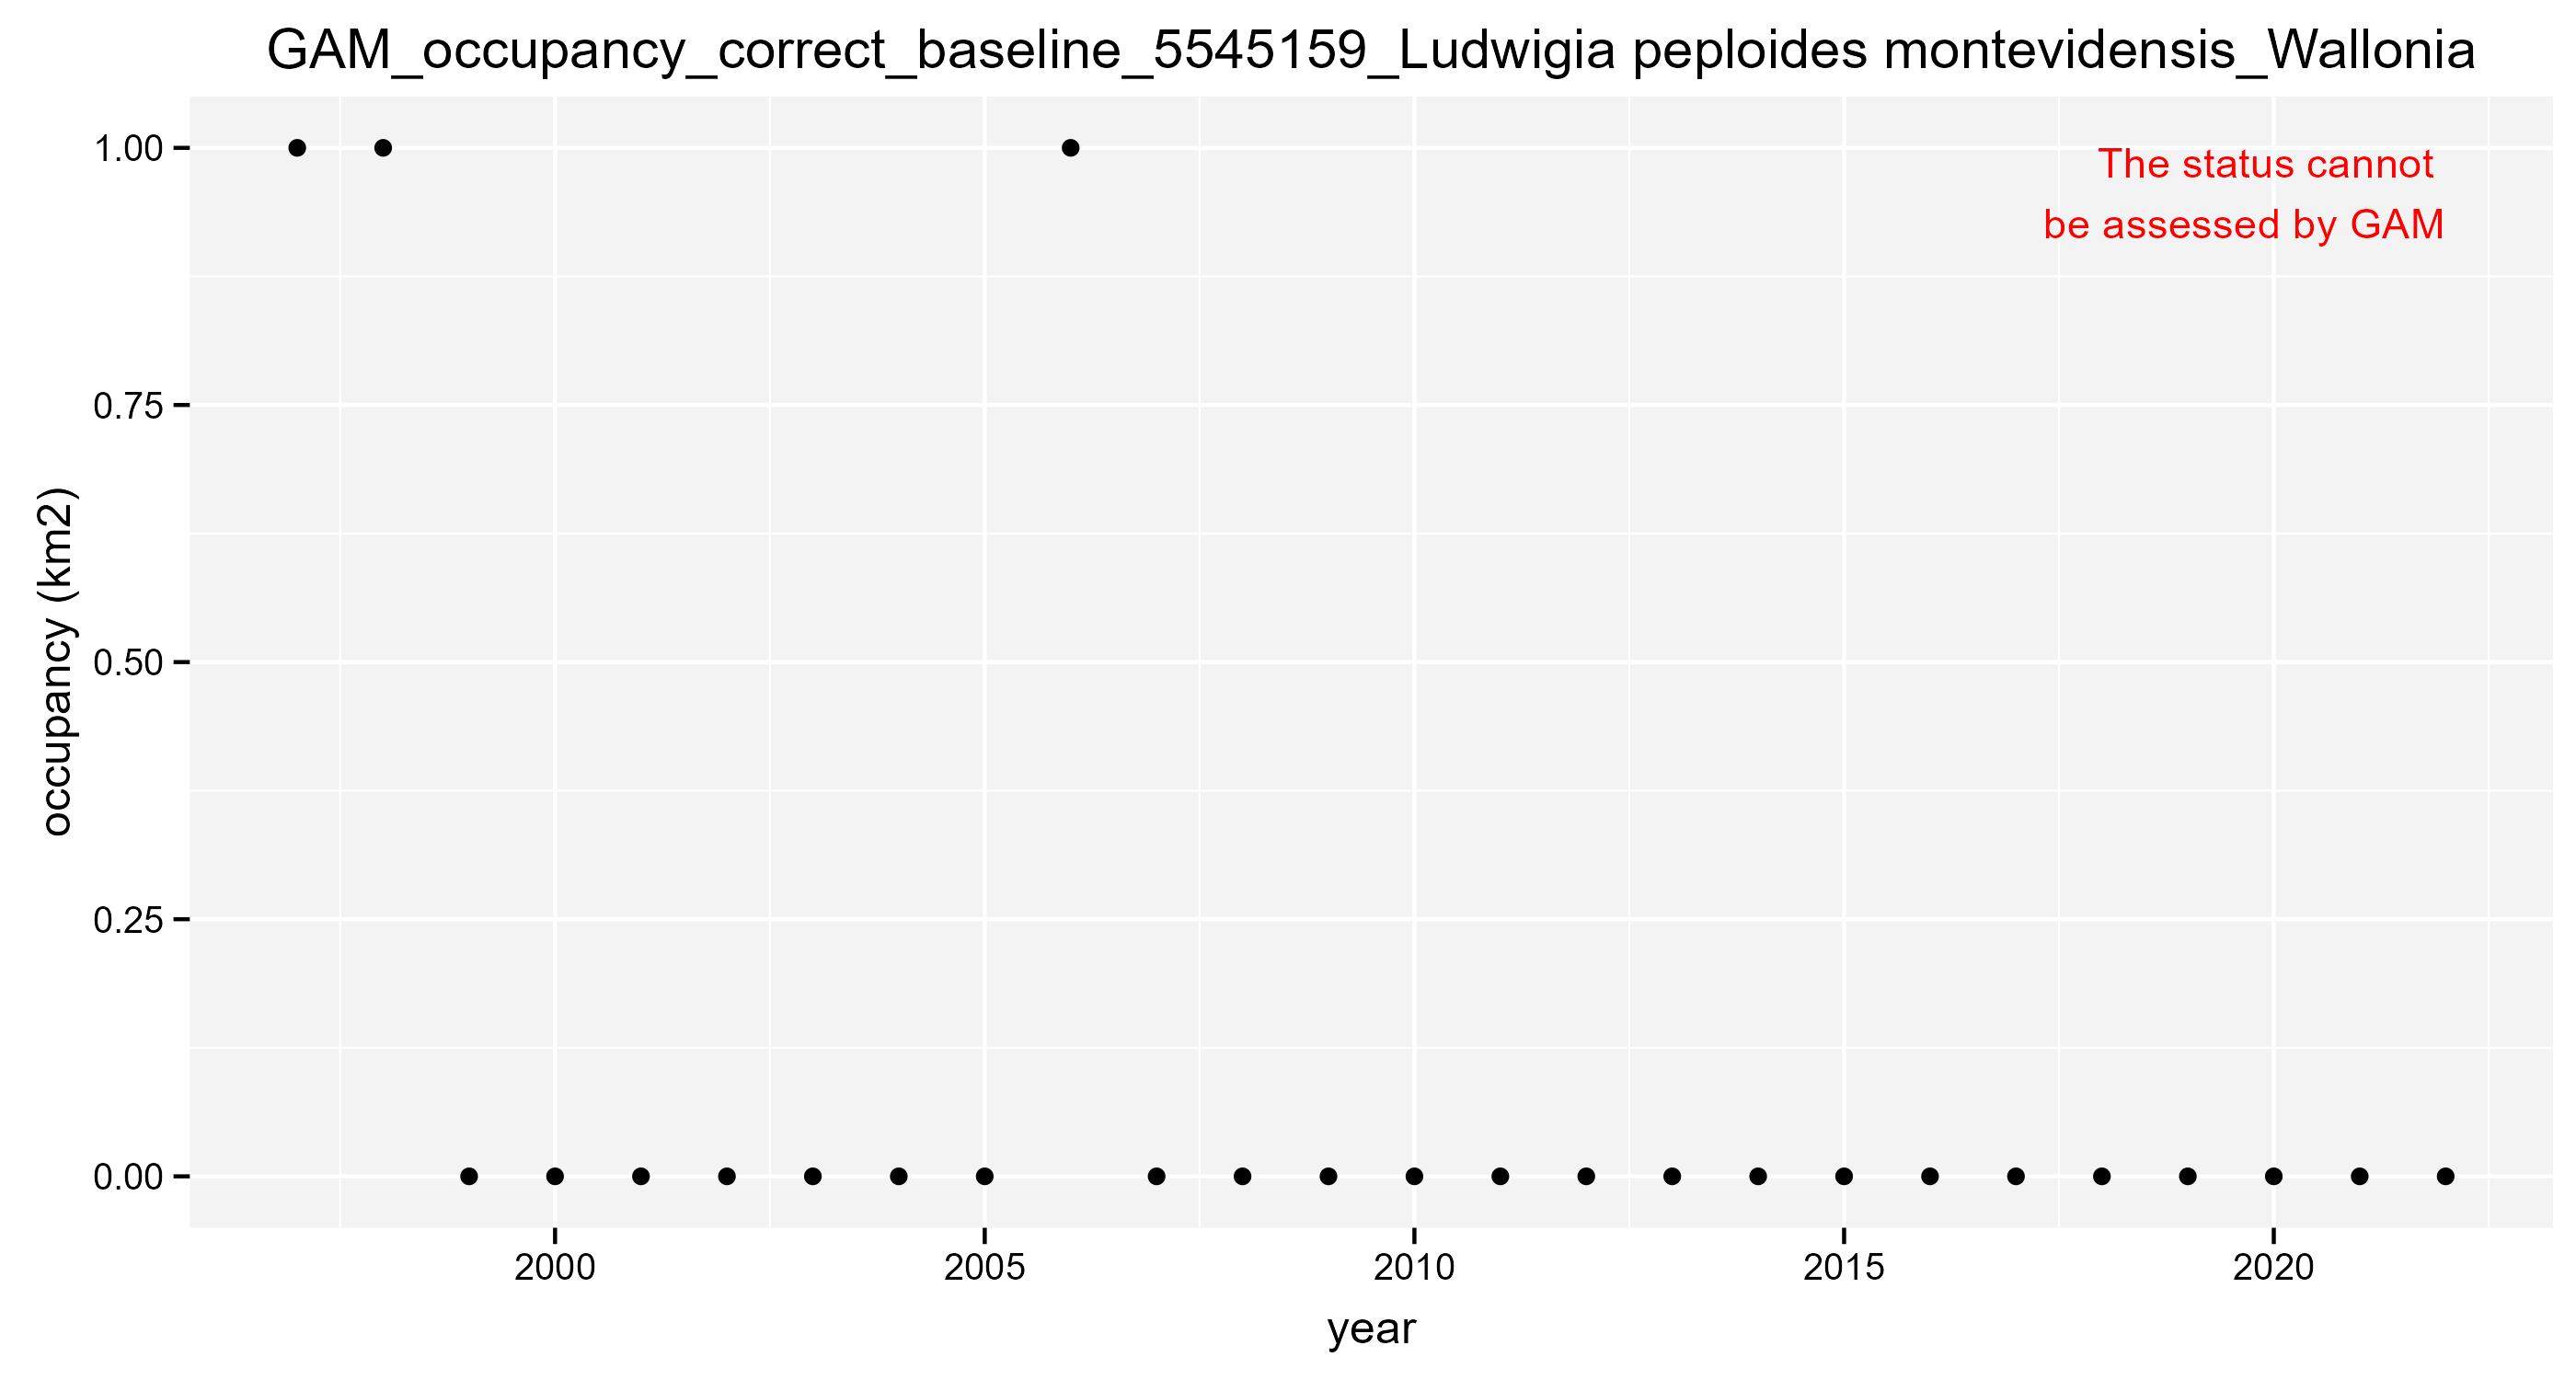 GAM_occupancy_correct_baseline_5545159_Ludwigia peploides montevidensis_Wallonia
The status cannot
be assessed by GAM
occupancy (km2)
1.00
0.75
0.50
0.25
0.00
2000 2005 2010 2015 2020
year